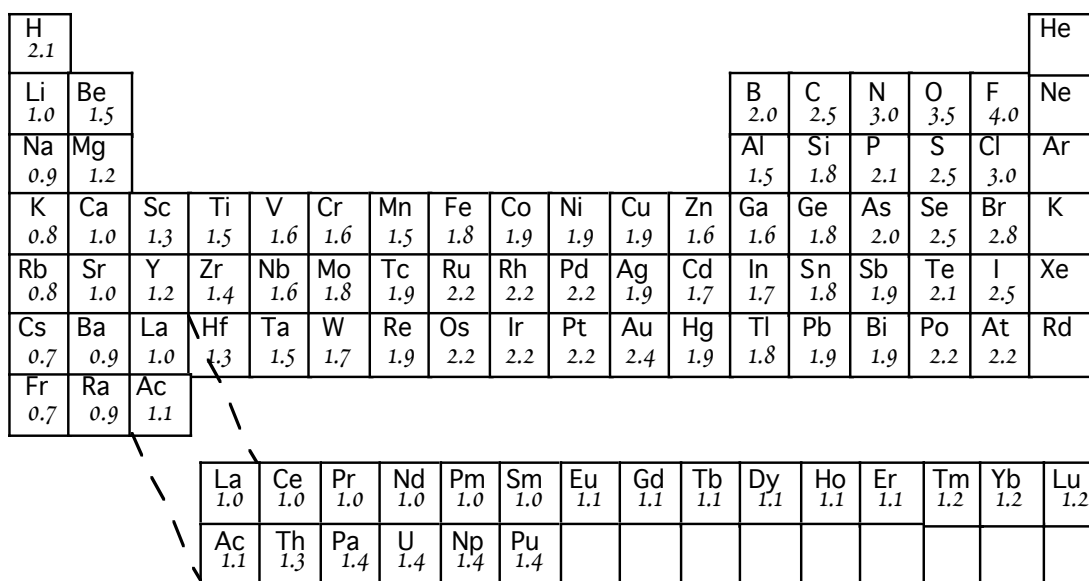 H He
2.1
Li Be B C N O F Ne
1.0 1.5 2.0 2.5 3.0 3.5 4.0
Na Mg Al Si P S Cl Ar
0.9 1.2 1.5 1.8 2.1 2.5 3.0
K Ca Sc Ti V Cr Mn Fe Co Ni Cu Zn Ga Ge As Se Br K
0.8 1.0 1.3 1.5 1.6 1.6 1.5 1.8 1.9 1.9 1.9 1.6 1.6 1.8 2.0 2.5 2.8
Rb Sr Y Zr Nb Mo Tc Ru Rh Pd Ag Cd In Sn Sb Te I Xe
0.8 1.0 1.2 1.4 1.6 1.8 1.9 2.2 2.2 2.2 1.9 1.7 1.7 1.8 1.9 2.1 2.5
Cs Ba La Hf Ta W Re Os Ir Pt Au Hg Tl Pb Bi Po At Rd
0.7 0.9 1.0 1.3 1.5 1.7 1.9 2.2 2.2 2.2 2.4 1.9 1.8 1.9 1.9 2.2 2.2
Fr Ra Ac
0.7 0.9 1.1
La Ce Pr Nd Pm Sm Eu Gd Tb Dy Ho Er Tm Yb Lu
1.0 1.0 1.0 1.0 1.0 1.0 1.1 1.1 1.1 1.1 1.1 1.1 1.2 1.2 1.2
Ac Th Pa U Np Pu
1.1 1.3 1.4 1.4 1.4 1.4